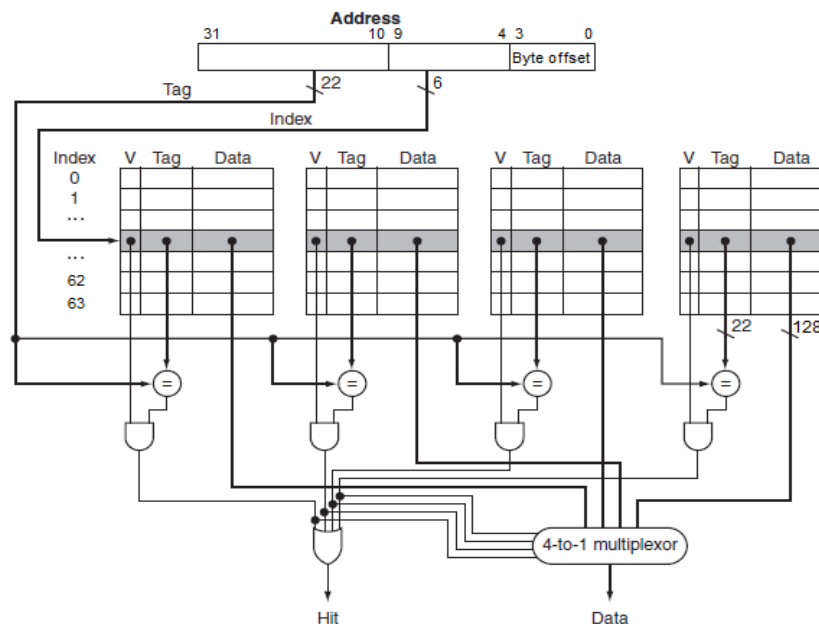 Address
31 10 9 4 3 0
Byte offset
22 6
Tag
Index
Index V Tag Data V Tag Data V Tag Data V Tag Data
0
1
...
...
62
63
22 128
= = = =
4-to-1 multiplexor
Hit Data